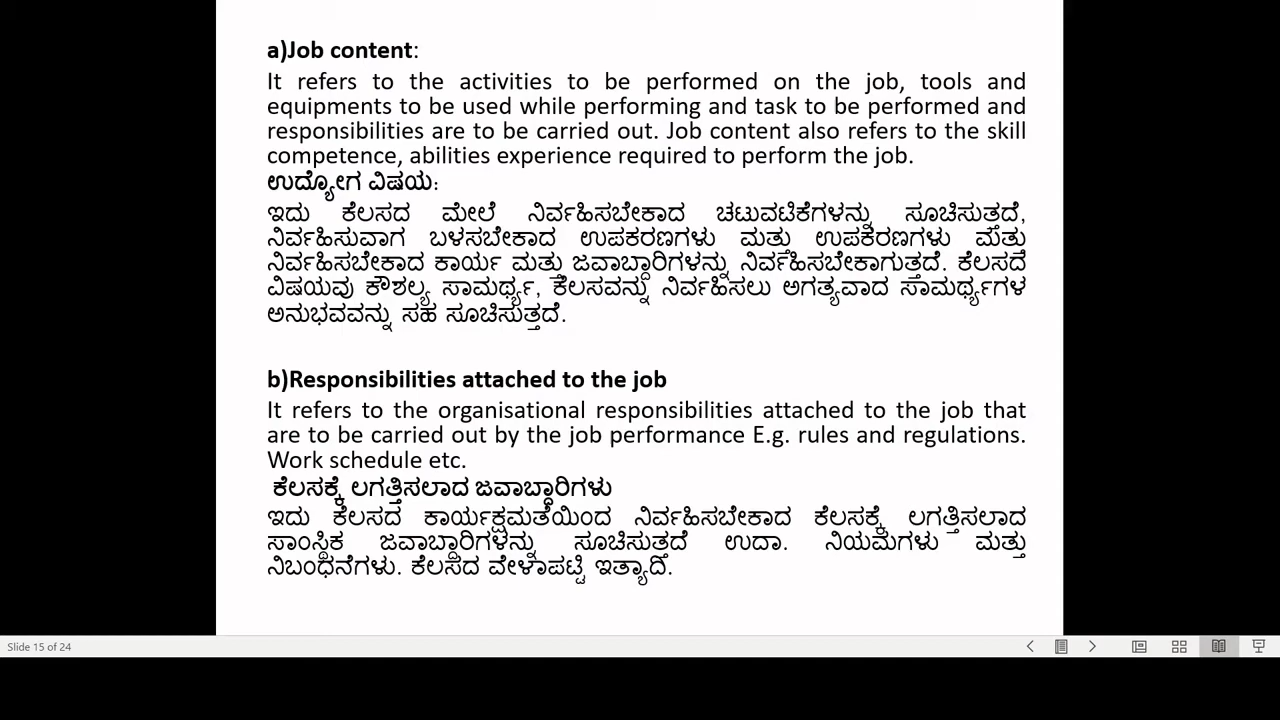 a)Job content:
It refers to the activities to be performed on the job, tools and
equipments to be used while performing and task to be performed and
responsibilities are to be carried out. Job content also refers to the skill
competence, abilities experience required to perform the job.
ಉದ್ಯೋಗ ವಿಷಯ:
ಇದು ಕೆಲಸದ ಮೇಲೆ ನಿರ್ವಹಿಸಬೇಕಾದ ಚಟುವಟಿಕೆಗಳನ್ನು ಸೂಚಿಸುತ್ತದೆ,
ನಿರ್ವಹಿಸುವಾಗ ಬಳಸಬೇಕಾದ ಉಪಕರಣಗಳು ಮತ್ತು ಉಪಕರಣಗಳು ಮತ್ತು
ನಿರ್ವಹಿಸಬೇಕಾದ ಕಾರ್ಯ ಮತ್ತು ಜವಾಬ್ದಾರಿಗಳನ್ನು ನಿರ್ವಹಿಸಬೇಕಾಗುತ್ತದೆ. ಕೆಲಸದ
ವಿಷಯವು ಕೌಶಲ್ಯ ಸಾಮರ್ಥ್ಯ, ಕೆಲಸವನ್ನು ನಿರ್ವಹಿಸಲು ಅಗತ್ಯವಾದ ಸಾಮರ್ಥ್ಯಗಳ
ಅನುಭವವನ್ನು ಸಹ ಸೂಚಿಸುತ್ತದೆ.
b)Responsibilities attached to the job
It refers to the organisational responsibilities attached to the job that
are to be carried out by the job performance E.g. rules and regulations.
Work schedule etc.
ಕೆಲಸಕ್ಕೆ ಲಗತ್ತಿಸಲಾದ ಜವಾಬ್ದಾರಿಗಳು
ಇದು ಕೆಲಸದ ಕಾರ್ಯಕ್ಷಮತೆಯಿಂದ ನಿರ್ವಹಿಸಬೇಕಾದ ಕೆಲಸಕ್ಕೆ ಲಗತ್ತಿಸಲಾದ
ಸಾಂಸ್ಥಿಕ ಜವಾಬ್ದಾರಿಗಳನ್ನು ಸೂಚಿಸುತ್ತದೆ ಉದಾ. ನಿಯಮಗಳು ಮತ್ತು
ನಿಬಂಧನೆಗಳು. ಕೆಲಸದ ವೇಳಾಪಟ್ಟಿ ಇತ್ಯಾದಿ.
Slide 15 of 24